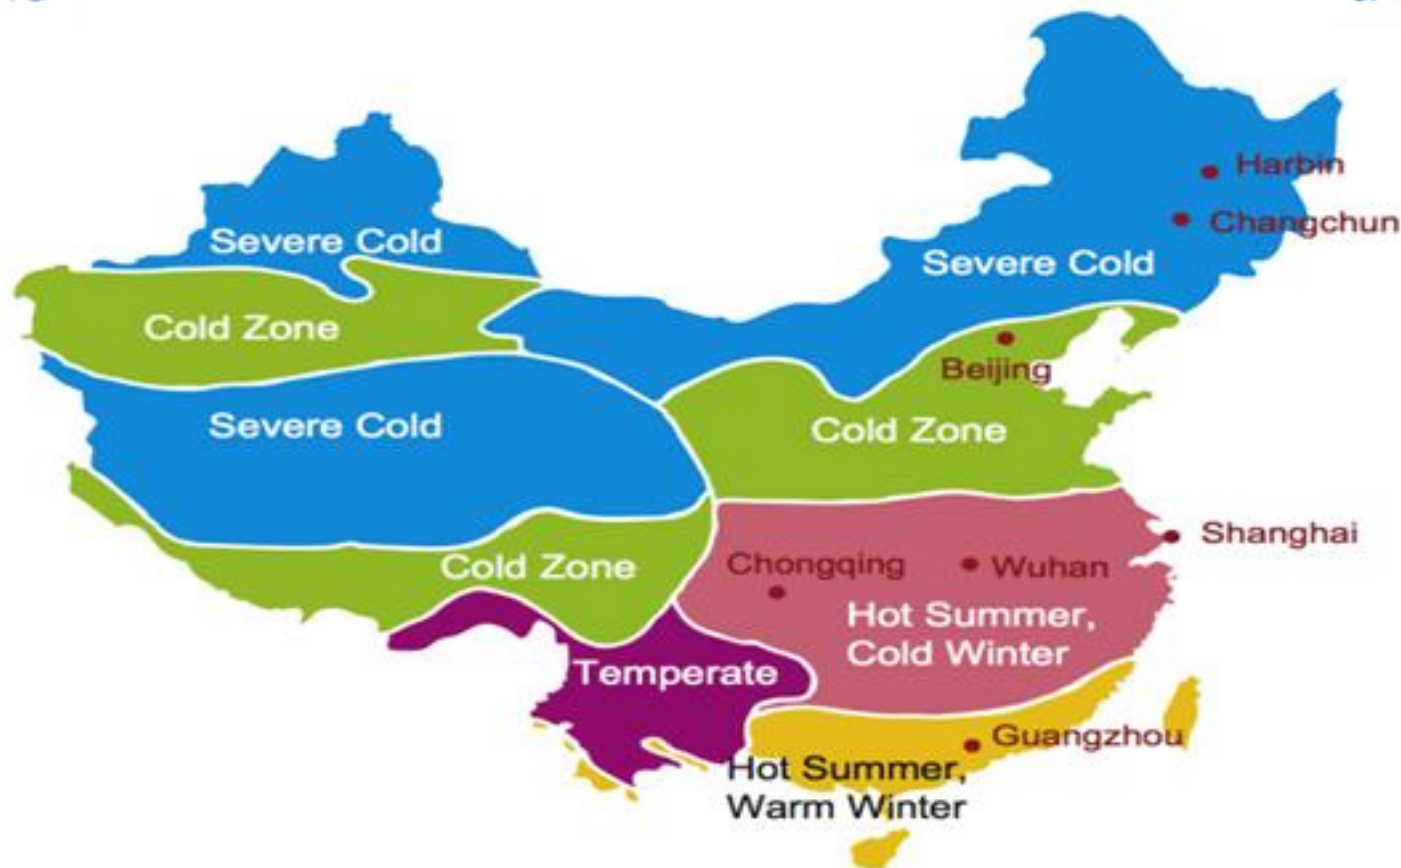 Harbin
Changchun
Severe Cold
Severe Cold
Cold Zone
Beijing
Severe Cold
Cold Zone
Shanghai
Cold Zone
Chongqing
Wuhan
Hot Summer,
Cold Winter
Temperate
Guangzhou
Hot Summer,
Warm Winter